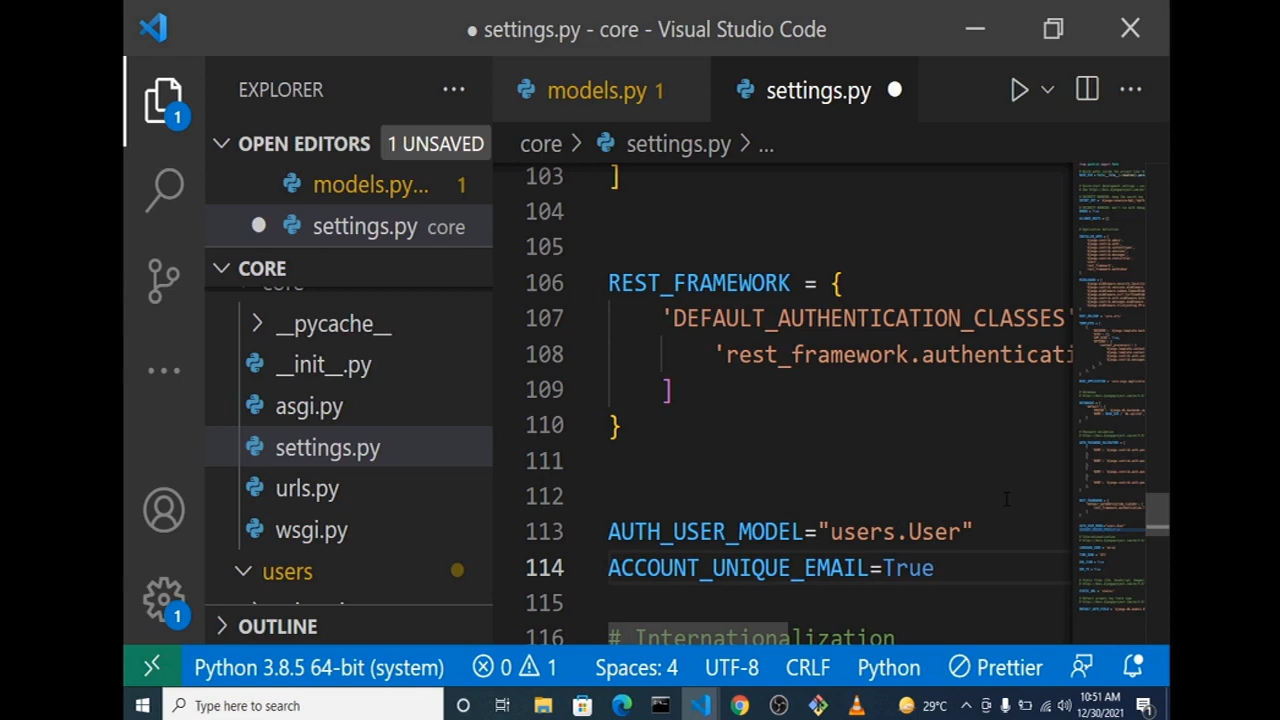 ● settings.py - core - Visual Studio Code
EXPLORER
models.py 1
settings.py
OPEN EDITORS
1 UNSAVED
models.py... 1
settings.py core
core > settings.py > ...
CORE
core
__pycache__
__init__.py
asgi.py
settings.py
urls.py
wsgi.py
users
OUTLINE
103 ]
104
105
106 REST_FRAMEWORK = {
107 'DEFAULT_AUTHENTICATION_CLASSES'
108 'rest_framework.authenticati
109 ]
110 }
111
112
113 AUTH_USER_MODEL="users.User"
114 ACCOUNT_UNIQUE_EMAIL=True
115
116 # Internationalization
1
1
Python 3.8.5 64-bit (system)
0
1
Spaces: 4
UTF-8
CRLF
Python
Prettier
Type here to search
29°C
10:51 AM
12/30/2021
1